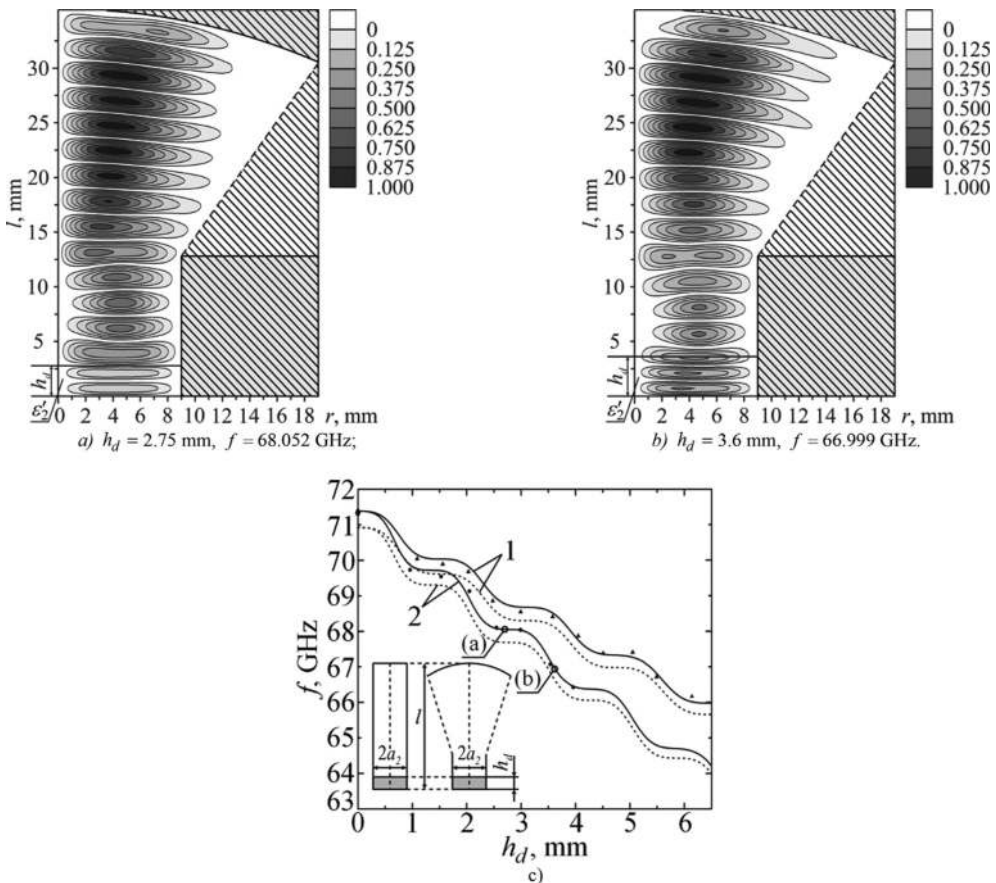 30
25
20
15
10
5
l, mm
h_d
ε'₂
0 2 4 6 8 10 12 14 16 18 r, mm
0
0.125
0.250
0.375
0.500
0.625
0.750
0.875
1.000
a) h_d = 2.75 mm, f = 68.052 GHz;
30
25
20
15
10
5
l, mm
h_d
ε'₂
0 2 4 6 8 10 12 14 16 18 r, mm
0
0.125
0.250
0.375
0.500
0.625
0.750
0.875
1.000
b) h_d = 3.6 mm, f = 66.999 GHz.
72
71
70
69
68
67
66
65
64
63
f, GHz
1
2
(a)
(b)
l
2a₂
2a₂
h_d
0 1 2 3 4 5 6
h_d, mm
c)